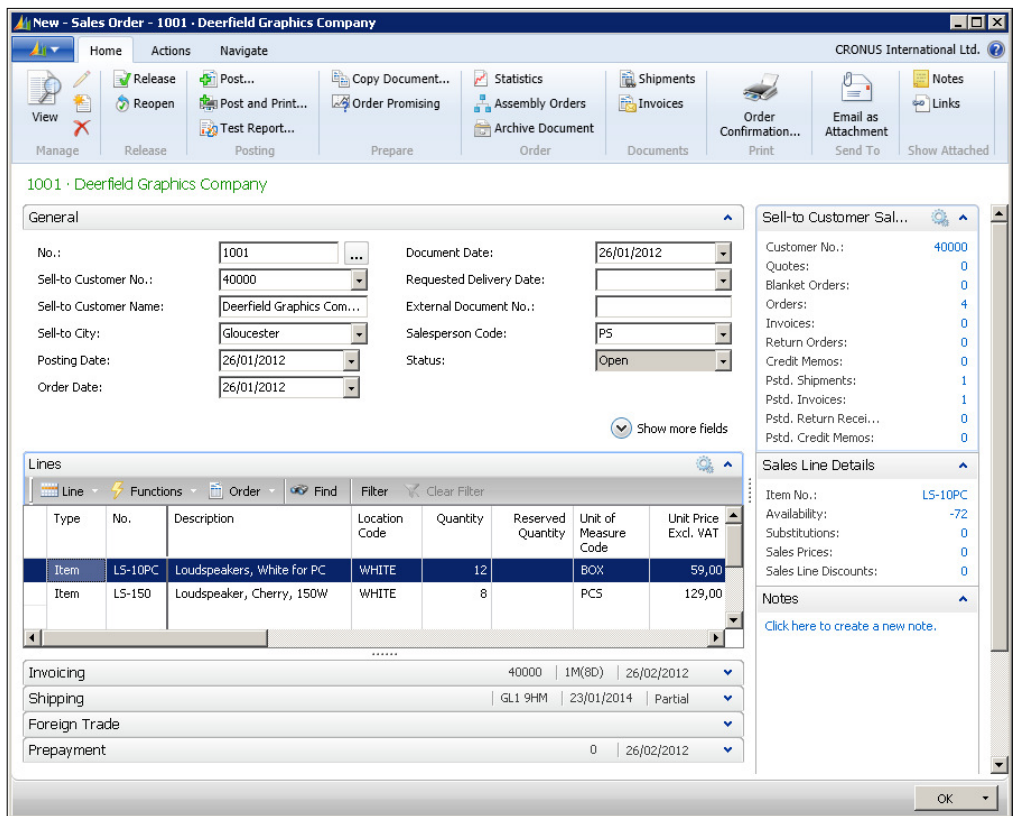 New - Sales Order - 1001 · Deerfield Graphics Company
Home Actions Navigate CRONUS International Ltd.
View
Manage
Release
Reopen
Release
Post...
Post and Print...
Test Report...
Posting
Copy Document...
Order Promising
Prepare
Statistics
Assembly Orders
Archive Document
Order
Shipments
Invoices
Documents
Order Confirmation...
Print
Email as Attachment
Send To
Notes
Links
Show Attached
1001 · Deerfield Graphics Company
General
No.: 1001 ...
Sell-to Customer No.: 40000
Sell-to Customer Name: Deerfield Graphics Com...
Sell-to City: Gloucester
Posting Date: 26/01/2012
Order Date: 26/01/2012
Document Date: 26/01/2012
Requested Delivery Date:
External Document No.:
Salesperson Code: PS
Status: Open
Show more fields
Lines
Line Functions Order Find Filter Clear Filter
Type No. Description Location Code Quantity Reserved Quantity Unit of Measure Code Unit Price Excl. VAT
Item LS-10PC Loudspeakers, White for PC WHITE 12 BOX 59,00
Item LS-150 Loudspeaker, Cherry, 150W WHITE 8 PCS 129,00
Invoicing 40000 | 1M(8D) | 26/02/2012
Shipping | GL1 9HM | 23/01/2014 | Partial
Foreign Trade
Prepayment 0 | 26/02/2012
Sell-to Customer Sal...
Customer No.: 40000
Quotes: 0
Blanket Orders: 0
Orders: 4
Invoices: 0
Return Orders: 0
Credit Memos: 0
Pstd. Shipments: 1
Pstd. Invoices: 1
Pstd. Return Recei... 0
Pstd. Credit Memos: 0
Sales Line Details
Item No.: LS-10PC
Availability: -72
Substitutions: 0
Sales Prices: 0
Sales Line Discounts: 0
Notes
Click here to create a new note.
OK